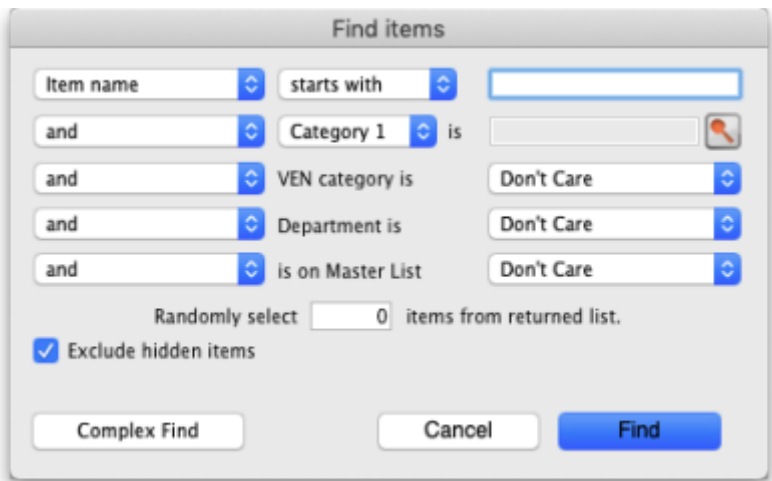 Find items
Item name starts with
and Category 1 is
and VEN category is Don't Care
and Department is Don't Care
and is on Master List Don't Care
Randomly select 0 items from returned list.
Exclude hidden items
Complex Find Cancel Find